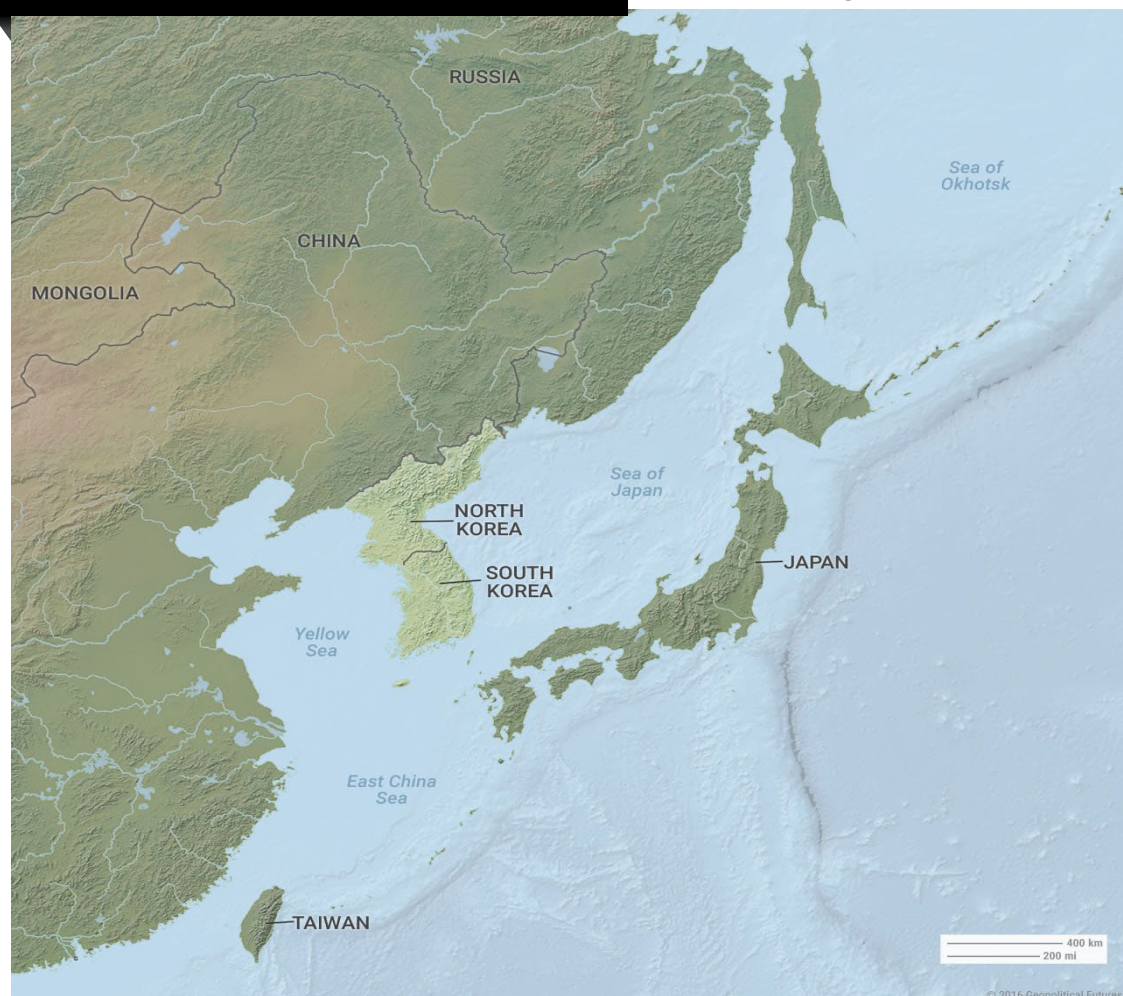 RUSSIA
Sea of
Okhotsk
CHINA
MONGOLIA
Sea of
Japan
NORTH
KOREA
JAPAN
SOUTH
KOREA
Yellow
Sea
East China
Sea
TAIWAN
400 km
200 mi
© 2016 Geopolitical Futures